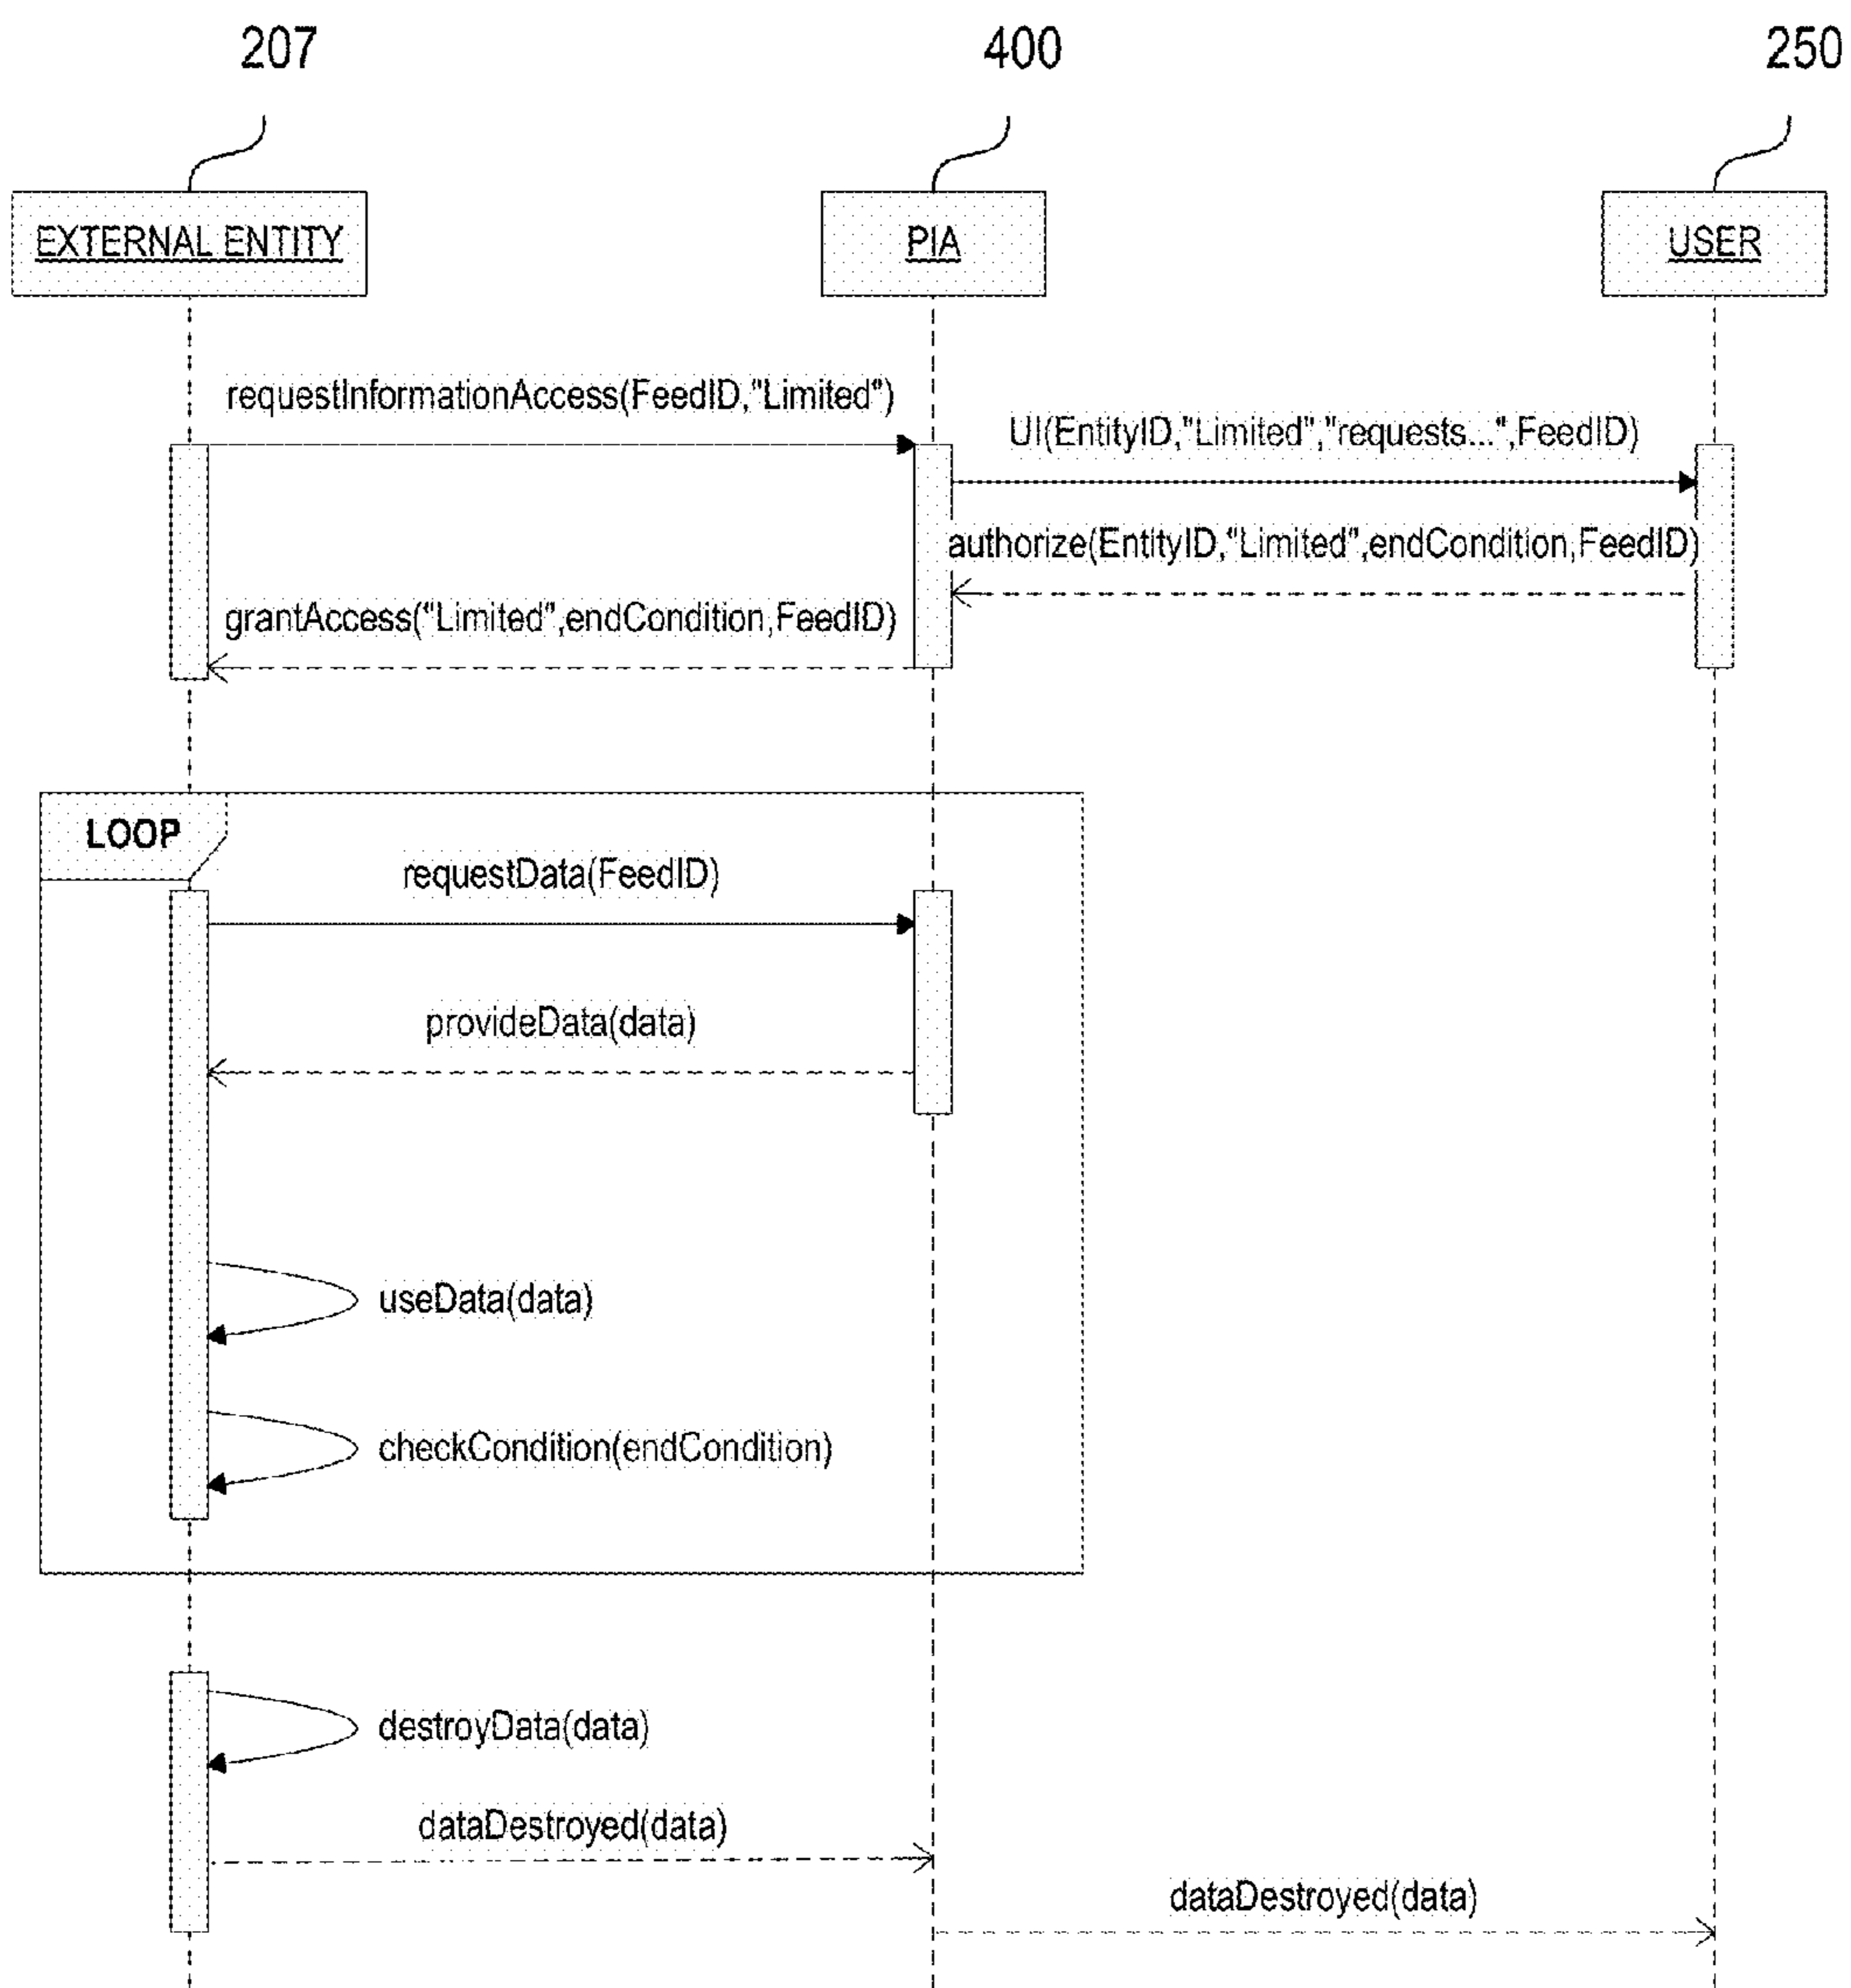 207
400
250
EXTERNAL ENTITY
PIA
USER
requestInformationAccess(FeedID,"Limited")
UI(EntityID,"Limited","requests...",FeedID)
authorize(EntityID,"Limited",endCondition,FeedID)
grantAccess("Limited",endCondition,FeedID)
LOOP
requestData(FeedID)
provideData(data)
useData(data)
checkCondition(endCondition)
destroyData(data)
dataDestroyed(data)
dataDestroyed(data)